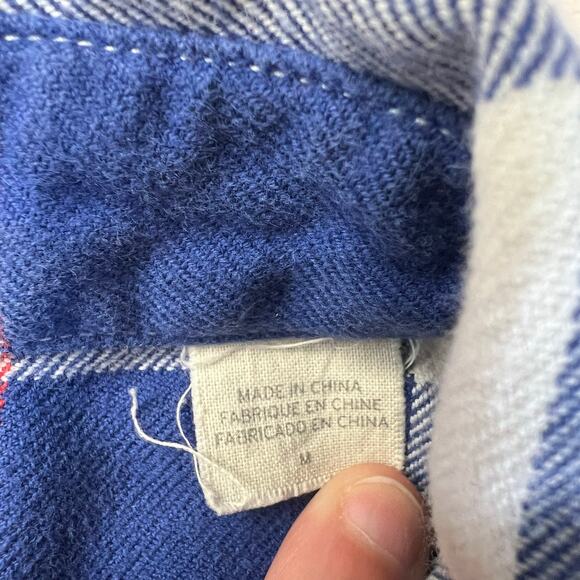 MADE IN CHINA
FABRIQUE EN CHINE
FABRICADO EN CHINA
M